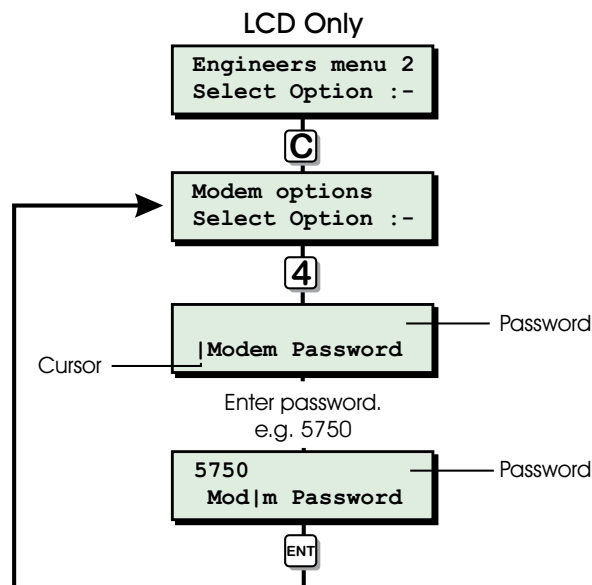 LCD Only
Engineers menu 2
Select Option :-
C
Modem options
Select Option :-
4
Password
|Modem Password
Cursor
Enter password.
e.g. 5750
5750
Password
Mod|m Password
ENT